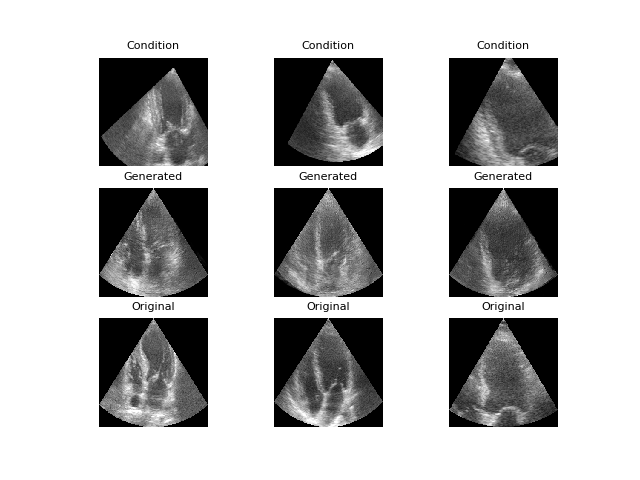 Condition Condition Condition
Generated Generated Generated
Original Original Original